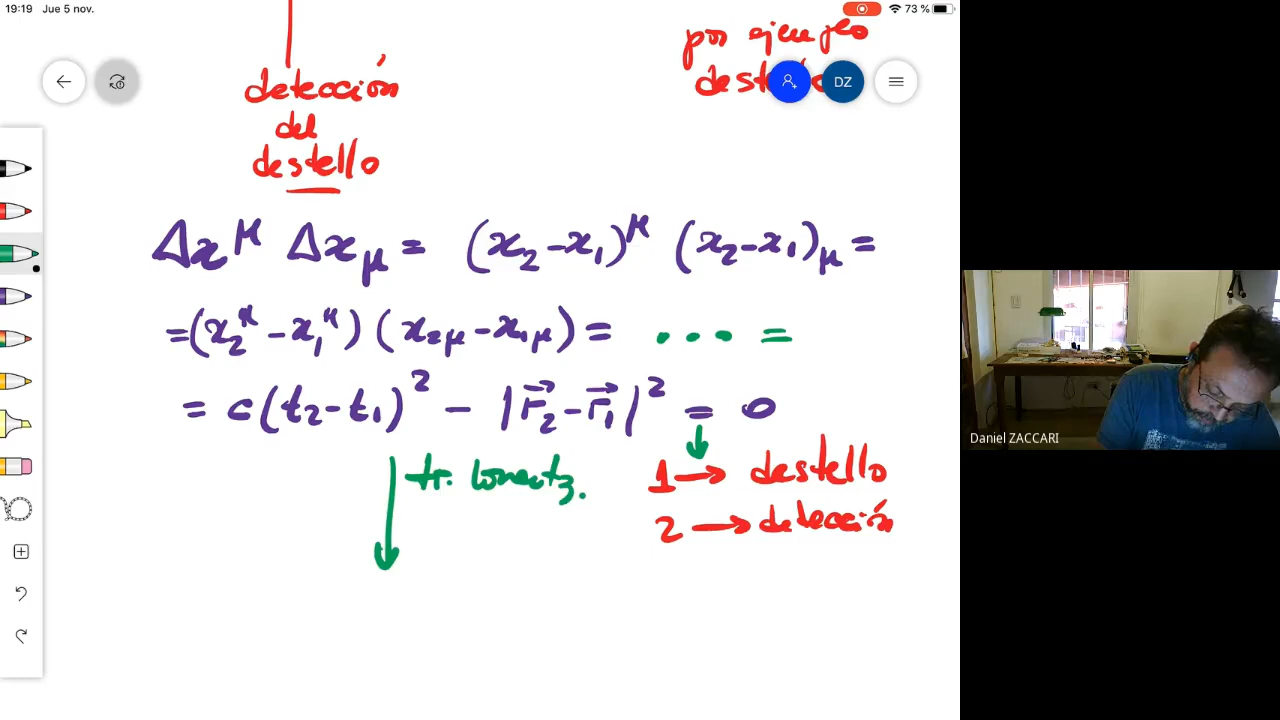 19:19 Jue 5 nov.
73 %
por ejemplo
detección
del
destello
DZ
Δx^μ Δx_μ = (x₂-x₁)^μ (x₂-x₁)_μ =
=(x₂^μ - x₁^μ) (x₂μ - x₁μ) = ... =
= c(t₂-t₁)² - |r⃗₂-r⃗₁|² = 0
tr. Lorentz.
1 → destello
2 → detección
Daniel ZACCARI